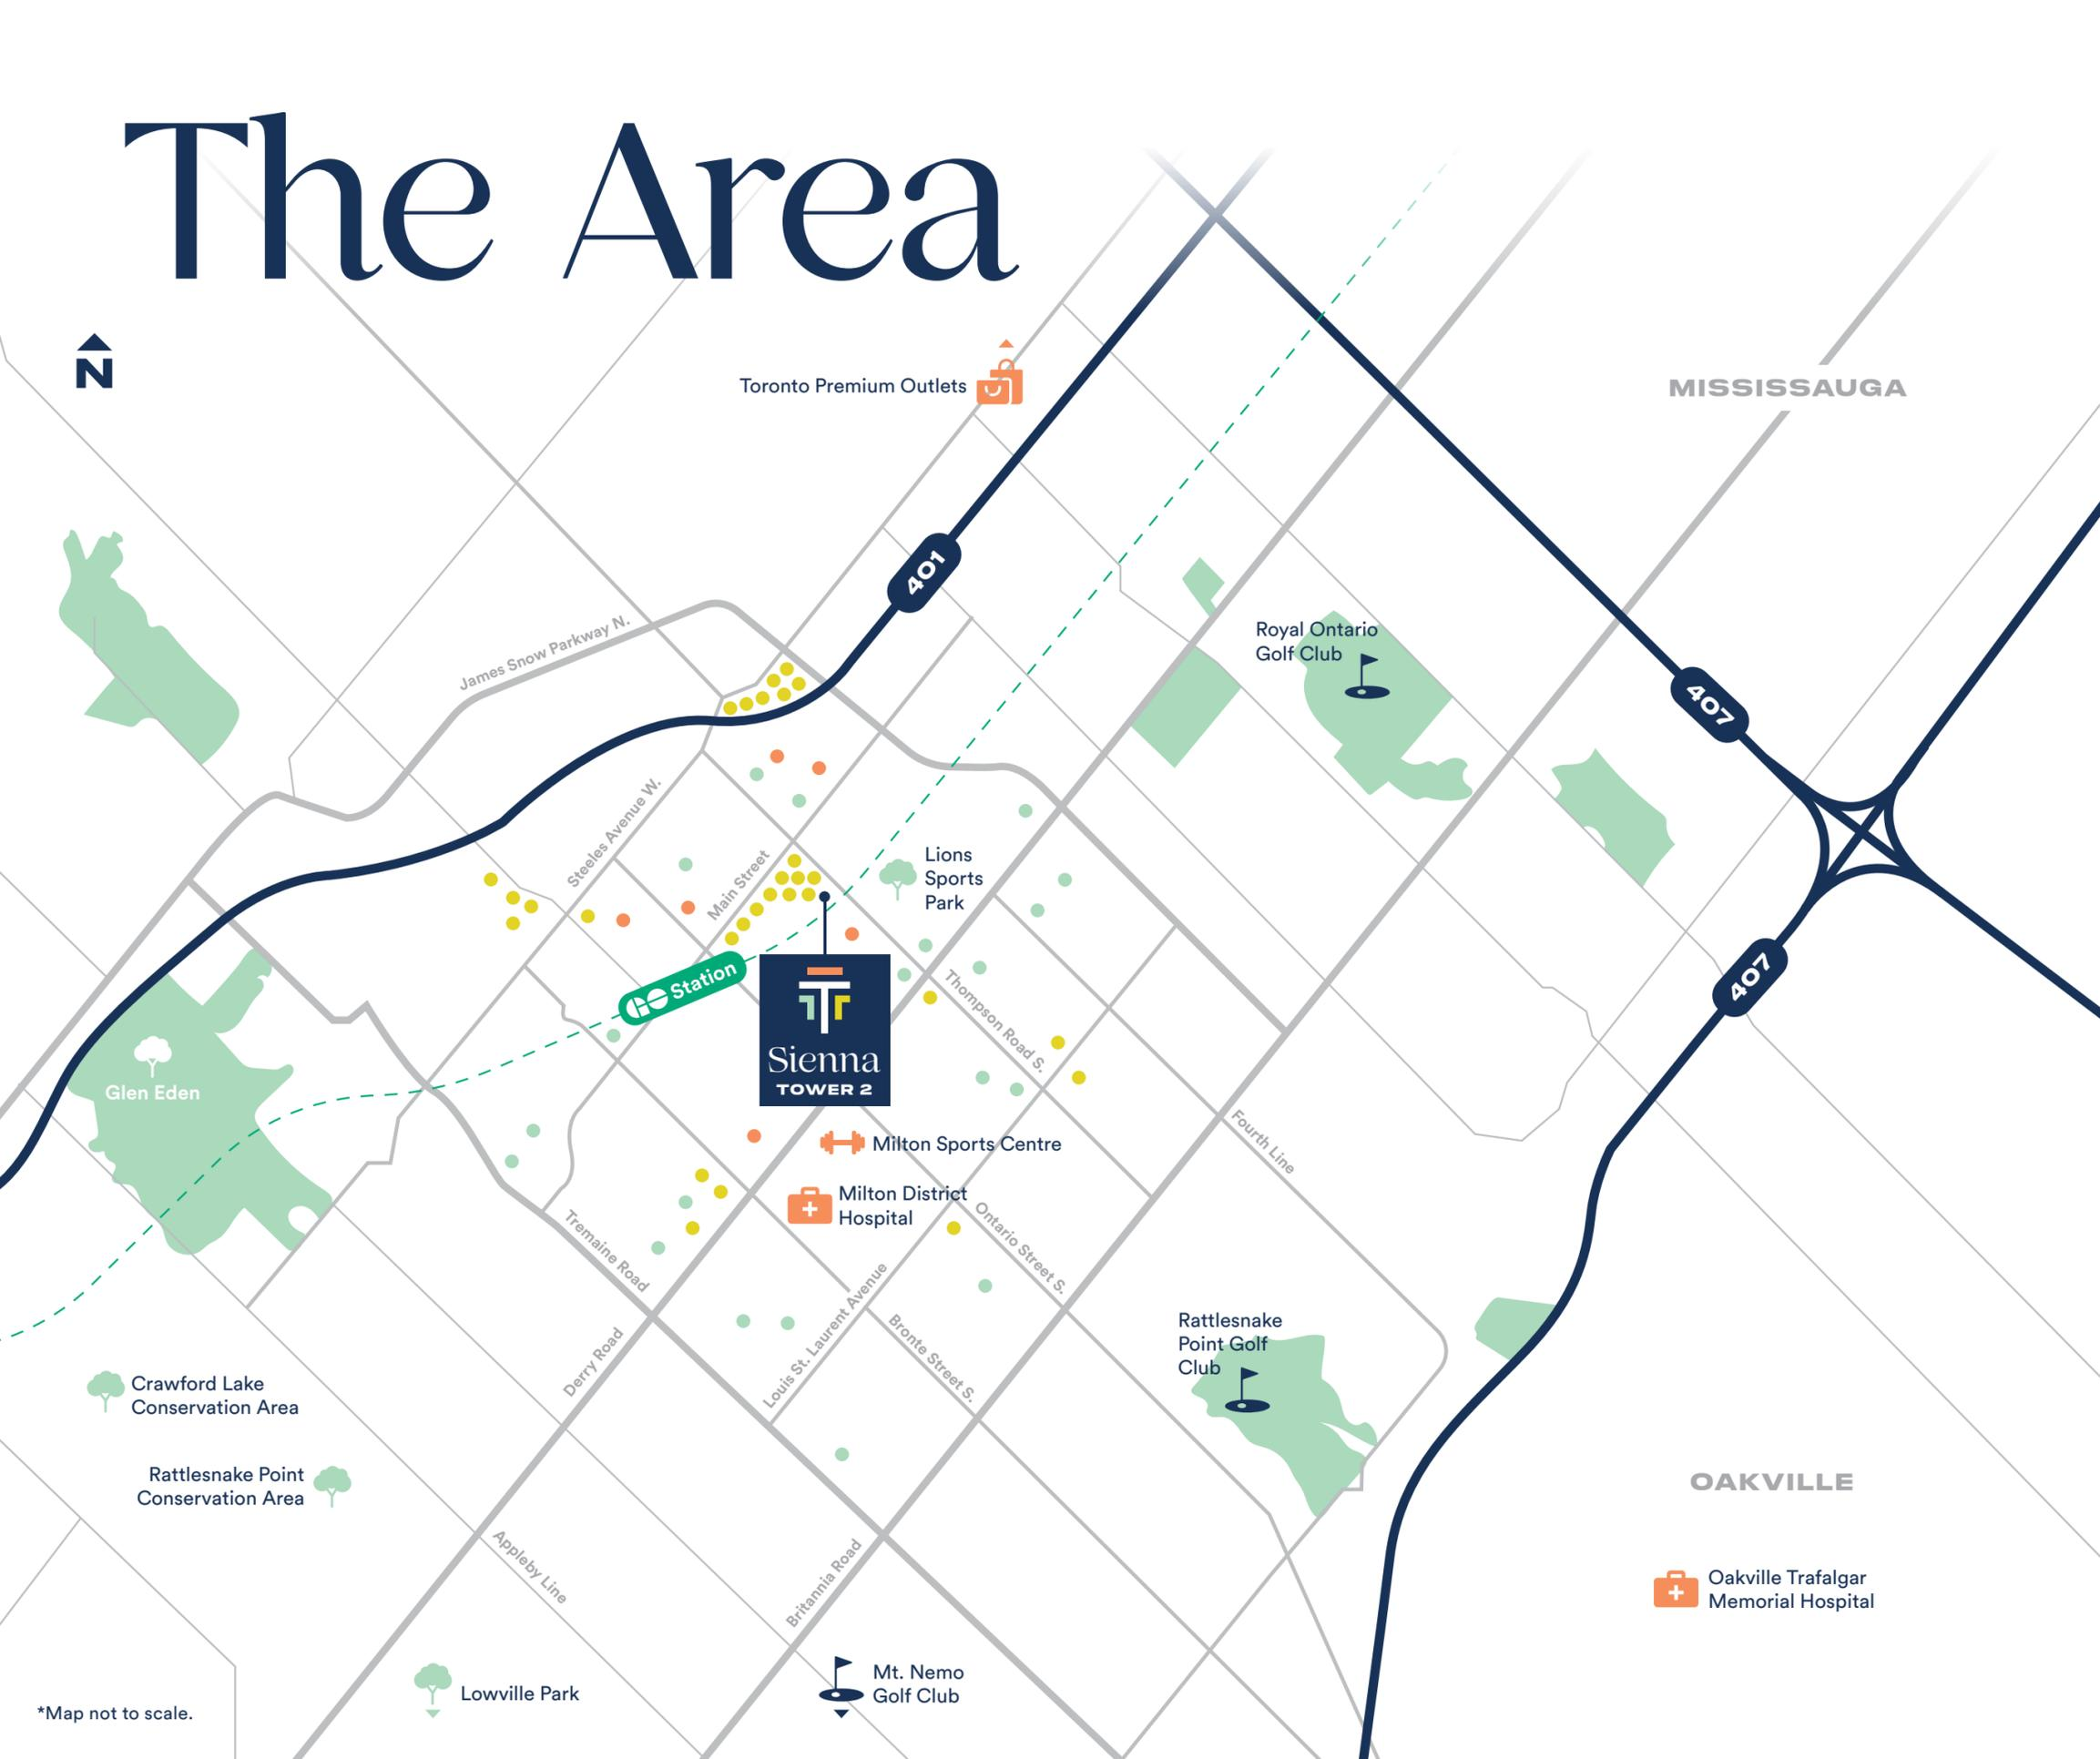 The Area
N
Toronto Premium Outlets
MISSISSAUGA
401
James Snow Parkway N.
Royal Ontario
Golf Club
407
Steeles Avenue W.
Main Street
Lions
Sports
Park
407
GO Station
Thompson Road S.
Sienna
TOWER 2
Glen Eden
Milton Sports Centre
Fourth Line
Milton District
Hospital
Ontario Street S.
Tremaine Road
Louis St. Laurent Avenue
Derry Road
Bronte Street S.
Rattlesnake
Point Golf
Club
Crawford Lake
Conservation Area
Rattlesnake Point
Conservation Area
OAKVILLE
Appleby Line
Britannia Road
Oakville Trafalgar
Memorial Hospital
Lowville Park
Mt. Nemo
Golf Club
*Map not to scale.